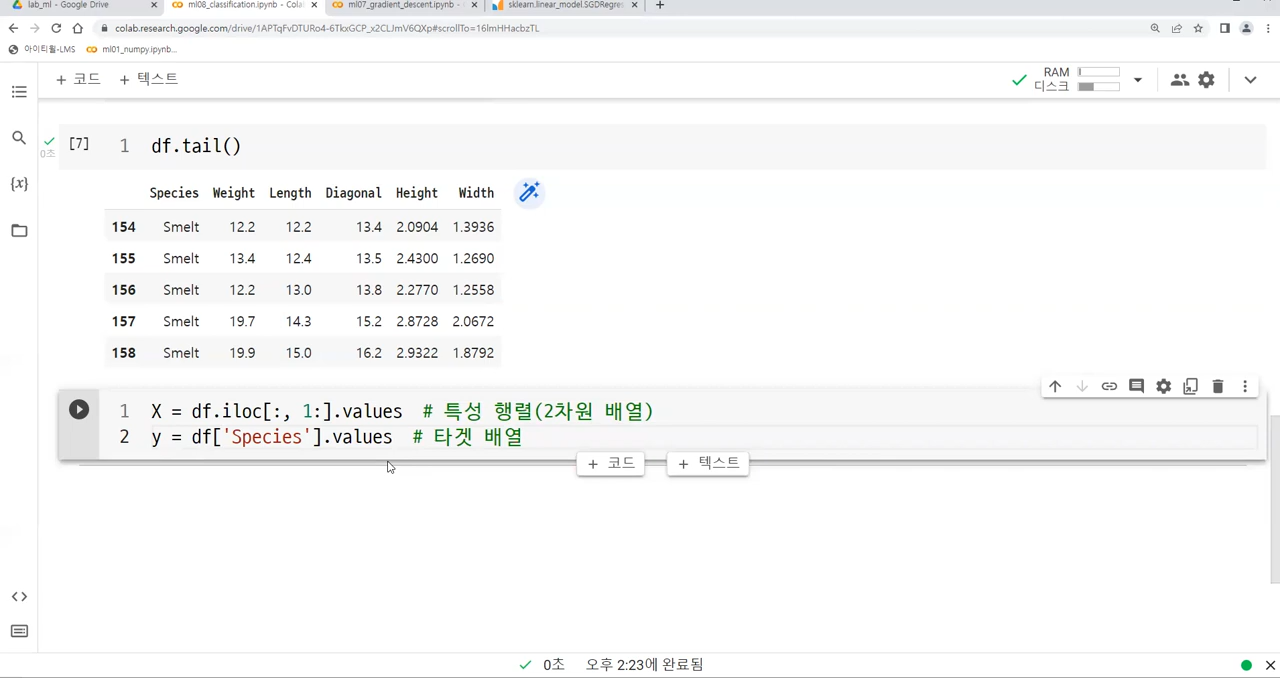 lab_ml - Google Drive
ml08_classification.ipynb - Cola
ml07_gradient_descent.ipynb -
sklearn.linear_model.SGDRegres
colab.research.google.com/drive/1APTqFvDTURo4-6TkxGCP_x2CLJmV6QXp#scrollTo=16lmHHacbzTL
아이티윌-LMS ml01_numpy.ipynb...
+ 코드 + 텍스트
RAM
디스크
[7] 1 df.tail()
0초
Species Weight Length Diagonal Height Width
154 Smelt 12.2 12.2 13.4 2.0904 1.3936
155 Smelt 13.4 12.4 13.5 2.4300 1.2690
156 Smelt 12.2 13.0 13.8 2.2770 1.2558
157 Smelt 19.7 14.3 15.2 2.8728 2.0672
158 Smelt 19.9 15.0 16.2 2.9322 1.8792
1 X = df.iloc[:, 1:].values # 특성 행렬(2차원 배열)
2 y = df['Species'].values # 타겟 배열
+ 코드 + 텍스트
0초 오후 2:23에 완료됨